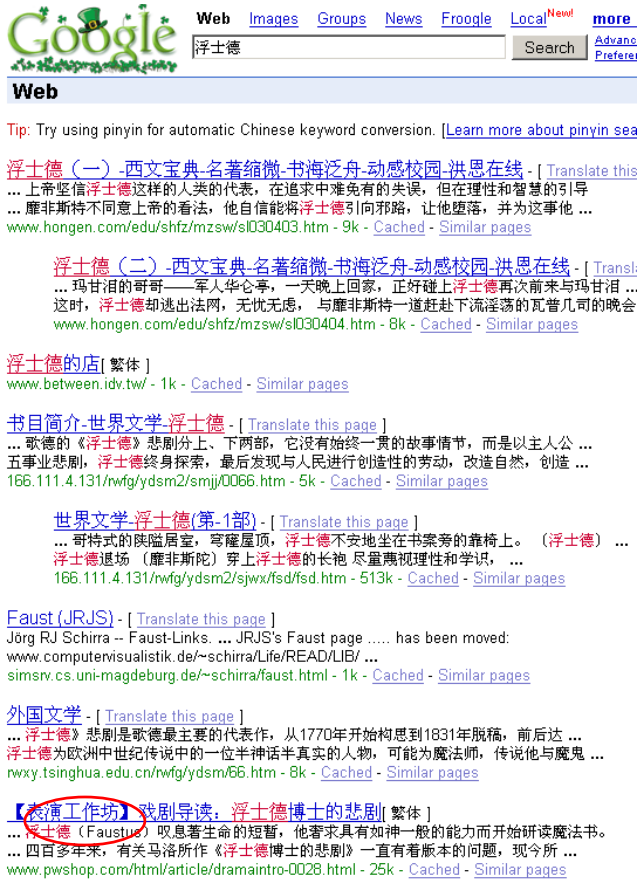 Google
Web Images Groups News Froogle Local New! more
浮士德 Search Advanc
Preferen
Web
Tip: Try using pinyin for automatic Chinese keyword conversion. [Learn more about pinyin sea
浮士德（一）-西文宝典-名著缩微-书海泛舟-动感校园-洪恩在线 - [ Translate this
... 上帝坚信浮士德这样的人类的代表，在追求中难免有的失误，但在理性和智慧的引导
... 靡非斯特不同意上帝的看法，他自信能将浮士德引向邪路，让他堕落，并为这事他 ...
www.hongen.com/edu/shfz/mzsw/sl030403.htm - 9k - Cached - Similar pages
浮士德（二）-西文宝典-名著缩微-书海泛舟-动感校园-洪恩在线 - [ Transla
... 玛甘泪的哥哥——军人华仑亭，一天晚上回家，正好碰上浮士德再次前来与玛甘泪 ...
这时，浮士德却逃出法网，无忧无虑， 与靡非斯特一道赶赴下流淫荡的瓦普几司的晚会
www.hongen.com/edu/shfz/mzsw/sl030404.htm - 8k - Cached - Similar pages
浮士德的店[ 繁体 ]
www.between.idv.tw/ - 1k - Cached - Similar pages
书目简介-世界文学-浮士德 - [ Translate this page ]
... 歌德的《浮士德》悲剧分上、下两部，它没有始终一贯的故事情节，而是以主人公 ...
五事业悲剧，浮士德终身探索，最后发现与人民进行创造性的劳动，改造自然，创造 ...
166.111.4.131/rwfg/ydsm2/smjj/0066.htm - 5k - Cached - Similar pages
世界文学-浮士德(第-1部) - [ Translate this page ]
... 哥特式的陕隘居室，穹窿屋顶，浮士德不安地坐在书案旁的靠椅上。 〔浮士德〕 ...
浮士德退场 〔靡非斯陀〕穿上浮士德的长袍 尽量蔑视理性和学识， ...
166.111.4.131/rwfg/ydsm2/sjwx/fsd/fsd.htm - 513k - Cached - Similar pages
Faust (JRJS) - [ Translate this page ]
Jörg RJ Schirra -- Faust-Links. ... JRJS's Faust page ..... has been moved:
www.computervisualistik.de/~schirra/Life/READ/LIB/ ...
simsrv.cs.uni-magdeburg.de/~schirra/faust.html - 1k - Cached - Similar pages
外国文学 - [ Translate this page ]
... 浮士德》悲剧是歌德最主要的代表作，从1770年开始构思到1831年脱稿，前后达 ...
浮士德为欧洲中世纪传说中的一位半神话半真实的人物，可能为魔法师，传说他与魔鬼 ...
rwxy.tsinghua.edu.cn/rwfg/ydsm/66.htm - 8k - Cached - Similar pages
【表演工作坊】戏剧导读：浮士德博士的悲剧[ 繁体 ]
... 浮士德（Faustus）叹息著生命的短暂，他奢求具有如神一般的能力而开始研读魔法书。
... 四百多年来，有关马洛所作《浮士德博士的悲剧》一直有着版本的问题，现今所 ...
www.pwshop.com/html/article/dramaintro-0028.html - 25k - Cached - Similar pages